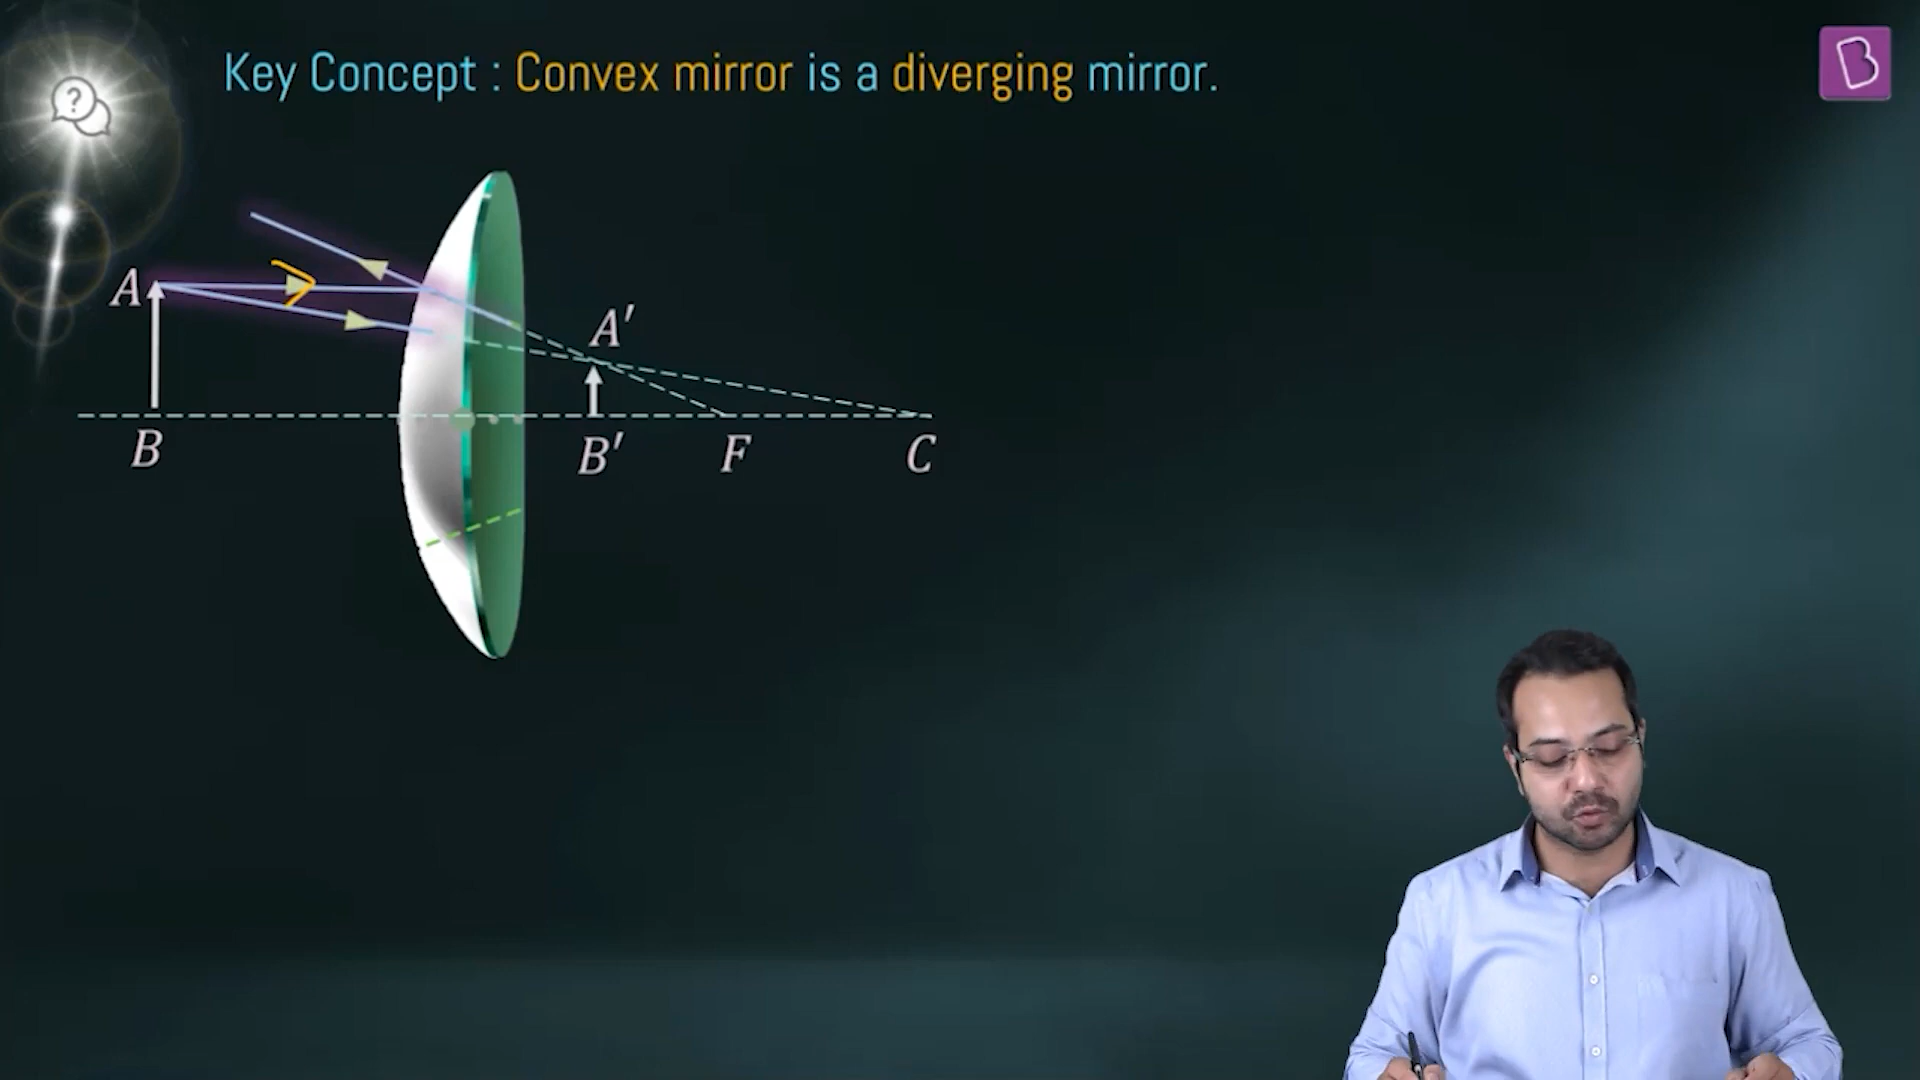 Key Concept : Convex mirror is a diverging mirror.
B
?
A
A′
B
B′
F
C